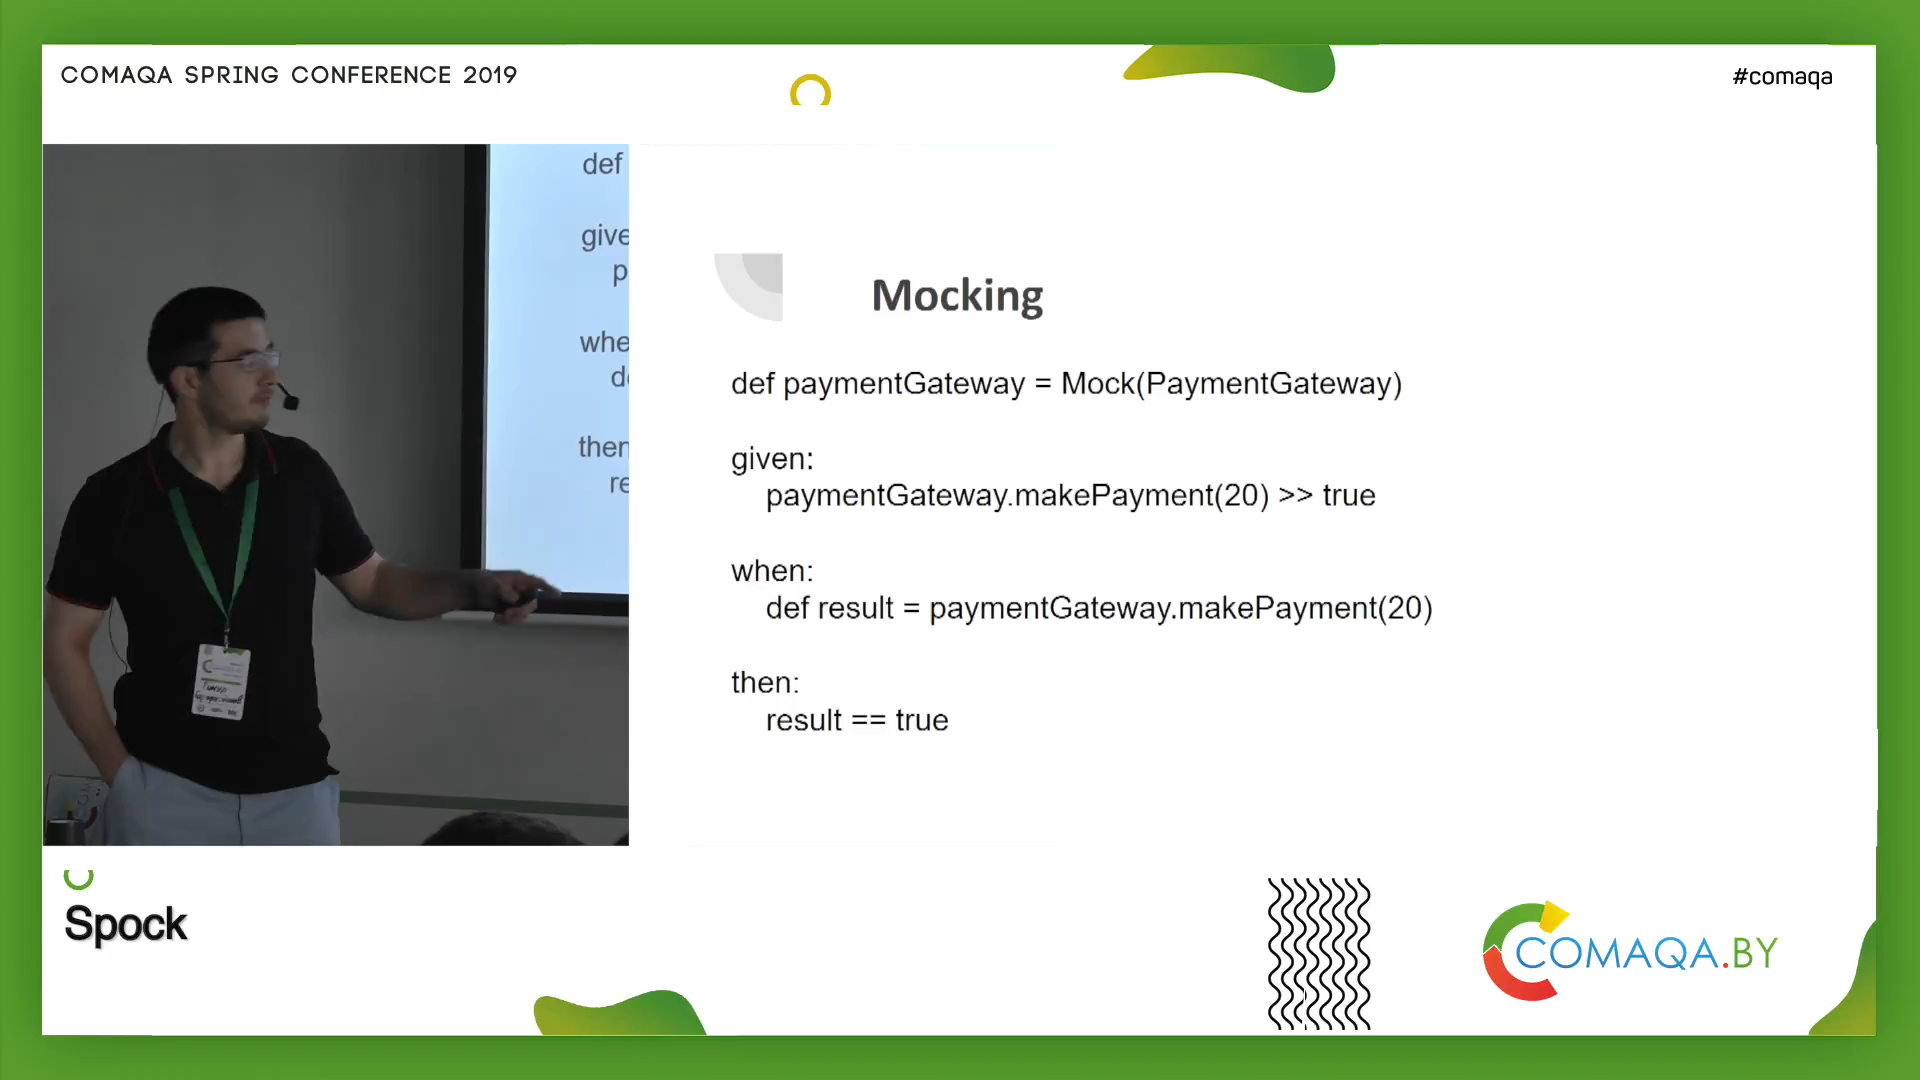 COMAQA SPRING CONFERENCE 2019
#comaqa
def
give
p
whe
de
then
re
Mocking
def paymentGateway = Mock(PaymentGateway)
given:
paymentGateway.makePayment(20) >> true
when:
def result = paymentGateway.makePayment(20)
then:
result == true
Spock
COMAQA.BY